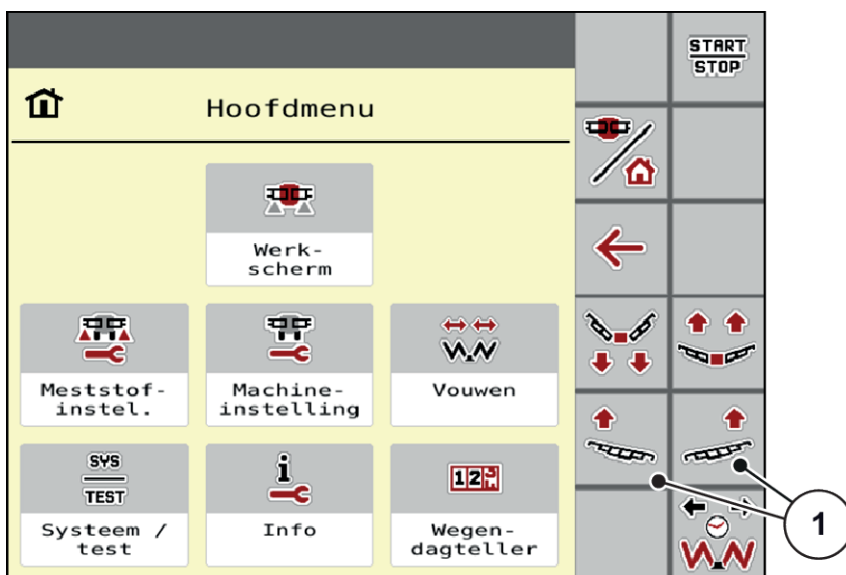 START
STOP
Hoofdmenu
Werk-
scherm
Meststof-
instel.
Machine-
instelling
Vouwen
SYS
TEST
Systeem /
test
i
Info
12
Wegen-
dagteller
1